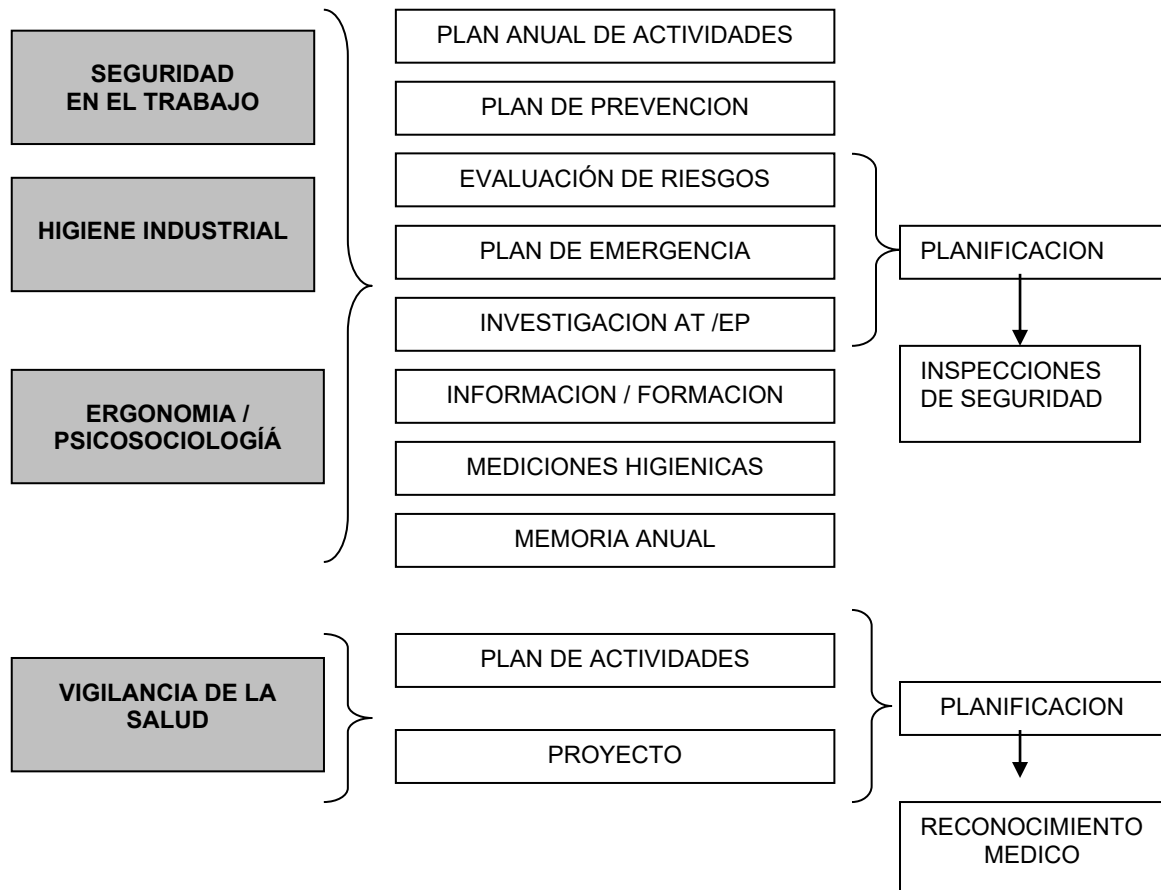 SEGURIDAD
EN EL TRABAJO
HIGIENE INDUSTRIAL
ERGONOMIA /
PSICOSOCIOLOGÍÁ
PLAN ANUAL DE ACTIVIDADES
PLAN DE PREVENCION
EVALUACIÓN DE RIESGOS
PLAN DE EMERGENCIA
INVESTIGACION AT /EP
INFORMACION / FORMACION
MEDICIONES HIGIENICAS
MEMORIA ANUAL
PLANIFICACION
INSPECCIONES
DE SEGURIDAD
VIGILANCIA DE LA
SALUD
PLAN DE ACTIVIDADES
PROYECTO
PLANIFICACION
RECONOCIMIENTO
MEDICO